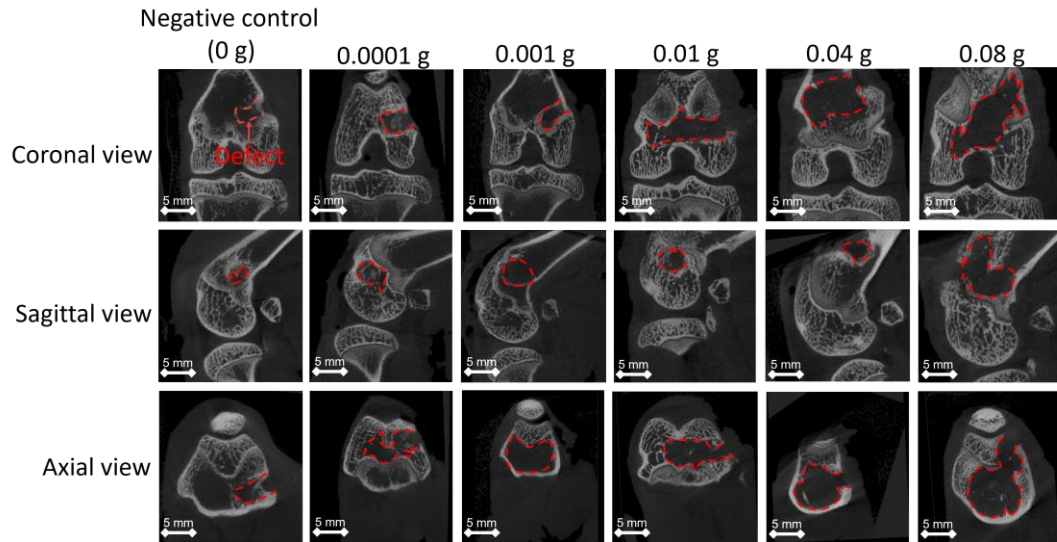 Negative control
(0 g) 0.0001 g 0.001 g 0.01 g 0.04 g 0.08 g
Coronal view
Defect
5 mm 5 mm 5 mm 5 mm 5 mm 5 mm
Sagittal view
5 mm 5 mm 5 mm 5 mm 5 mm 5 mm
Axial view
5 mm 5 mm 5 mm 5 mm 5 mm 5 mm